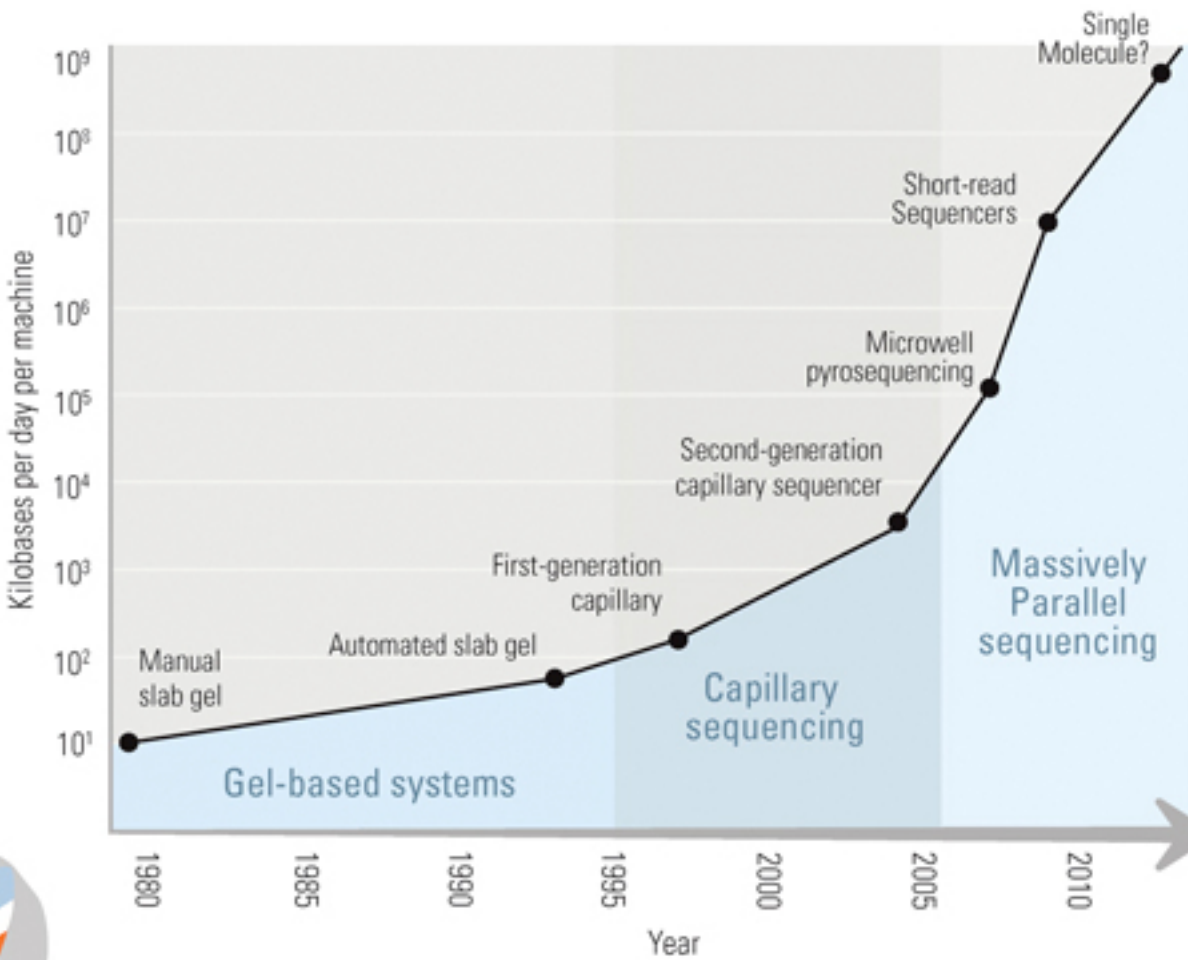 Single
Molecule?
10⁹
10⁸
Short-read
Sequencers
10⁷
10⁶
Microwell
pyrosequencing
10⁵
Second-generation
capillary sequencer
10⁴
First-generation
capillary
10³
Massively
Parallel
sequencing
Automated slab gel
10²
Manual
slab gel
Capillary
sequencing
10¹
Gel-based systems
Kilobases per day per machine
1980
1985
1990
1995
2000
2005
2010
Year